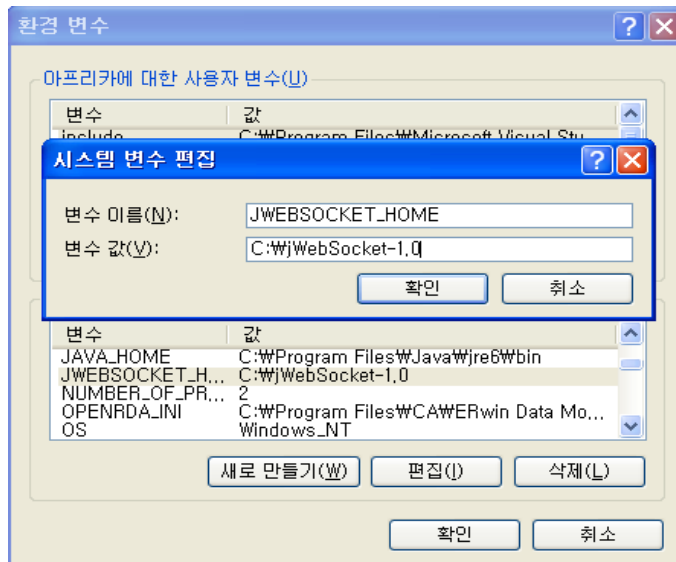 환경 변수
아프리카에 대한 사용자 변수(U)
변수 값
include C:₩Program Files₩Microsoft Visual Stu...
시스템 변수 편집
변수 이름(N): JWEBSOCKET_HOME
변수 값(V): C:₩jWebSocket-1.0
확인 취소
변수 값
JAVA_HOME C:₩Program Files₩Java₩jre6₩bin
JWEBSOCKET_H... C:₩jWebSocket-1.0
NUMBER_OF_PR... 2
OPENRDA_INI C:₩Program Files₩CA₩ERwin Data Mo...
OS Windows_NT
새로 만들기(W) 편집(I) 삭제(L)
확인 취소